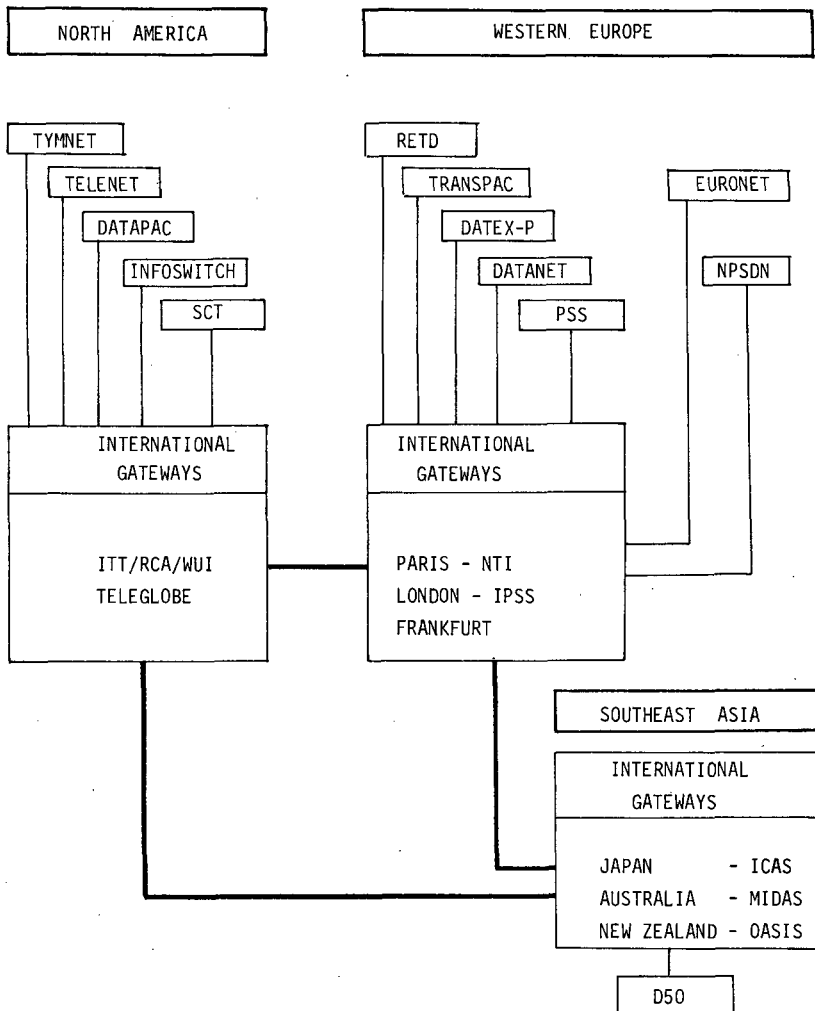 NORTH AMERICA
WESTERN EUROPE
TYMNET
TELENET
DATAPAC
INFOSWITCH
SCT
RETD
TRANSPAC
DATEX-P
DATANET
PSS
EURONET
NPSDN
INTERNATIONAL
GATEWAYS
ITT/RCA/WUI
TELEGLOBE
INTERNATIONAL
GATEWAYS
PARIS - NTI
LONDON - IPSS
FRANKFURT
SOUTHEAST ASIA
INTERNATIONAL
GATEWAYS
JAPAN - ICAS
AUSTRALIA - MIDAS
NEW ZEALAND - OASIS
D50